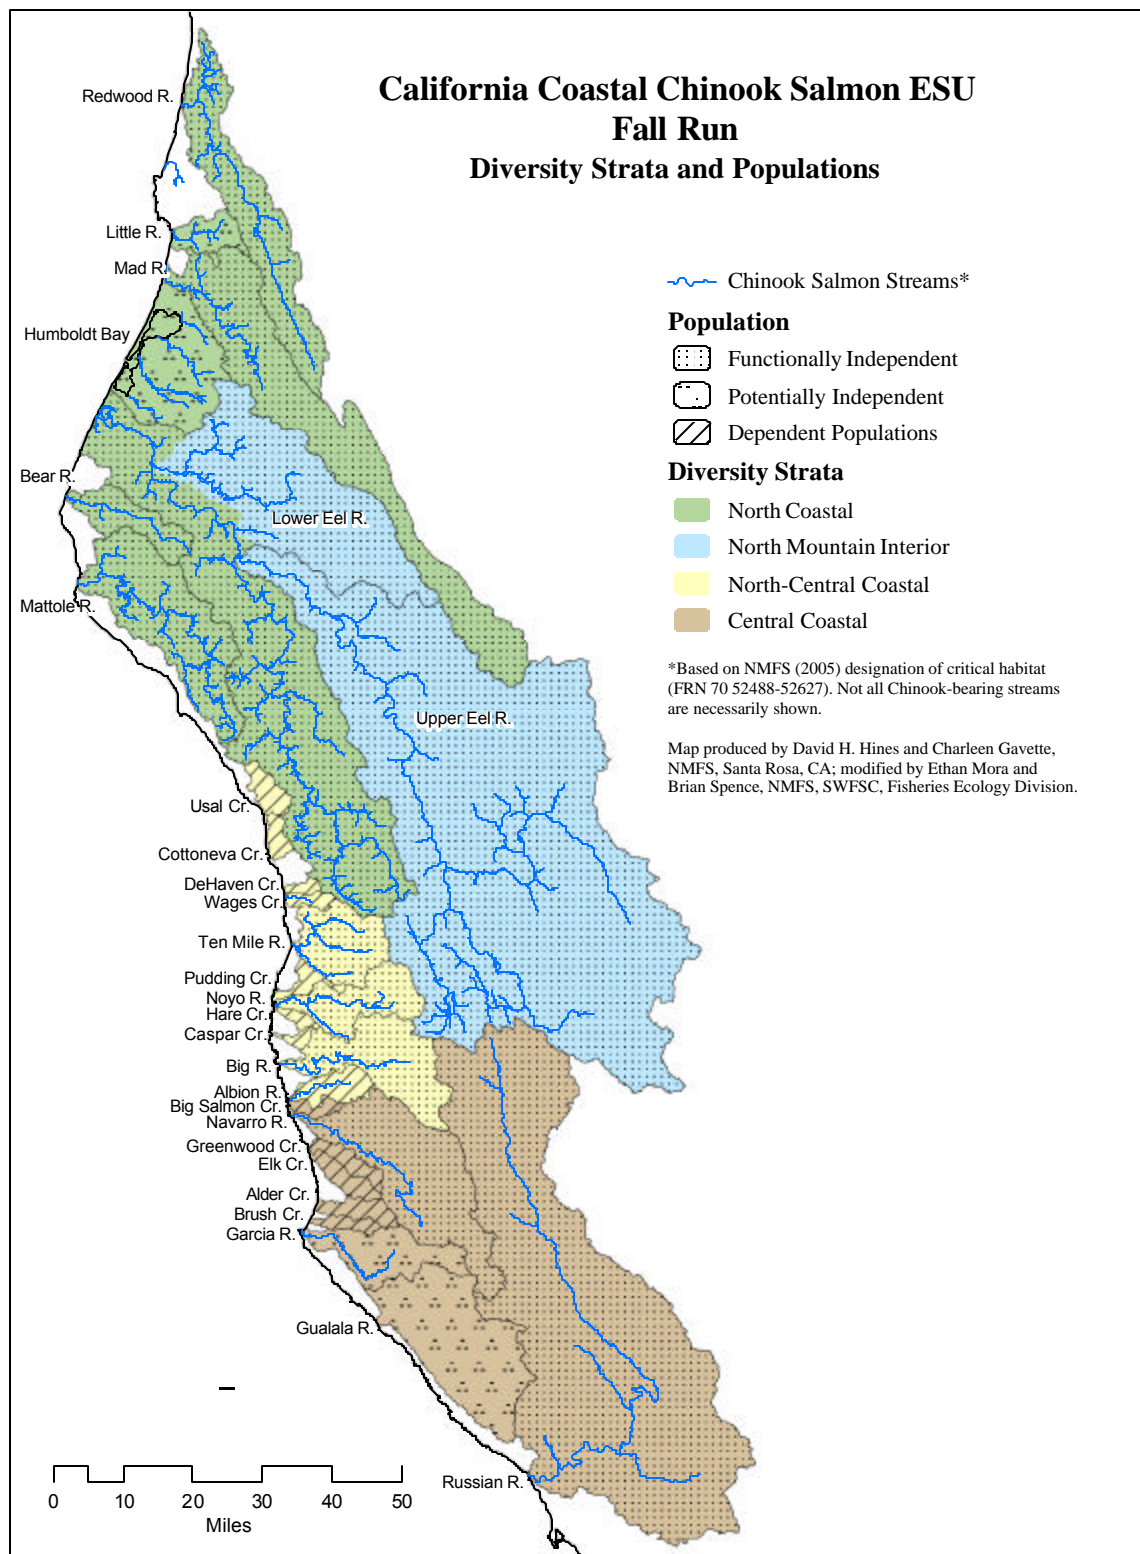 California Coastal Chinook Salmon ESU
Fall Run
Diversity Strata and Populations
Redwood R.
Little R.
Mad R.
Humboldt Bay
Bear R.
Mattole R.
Lower Eel R.
Upper Eel R.
Usal Cr.
Cottoneva Cr.
DeHaven Cr.
Wages Cr.
Ten Mile R.
Pudding Cr.
Noyo R.
Hare Cr.
Caspar Cr.
Big R.
Albion R.
Big Salmon Cr.
Navarro R.
Greenwood Cr.
Elk Cr.
Alder Cr.
Brush Cr.
Garcia R.
Gualala R.
Russian R.
Chinook Salmon Streams*
Population
Functionally Independent
Potentially Independent
Dependent Populations
Diversity Strata
North Coastal
North Mountain Interior
North-Central Coastal
Central Coastal
*Based on NMFS (2005) designation of critical habitat
(FRN 70 52488-52627). Not all Chinook-bearing streams
are necessarily shown.
Map produced by David H. Hines and Charleen Gavette,
NMFS, Santa Rosa, CA; modified by Ethan Mora and
Brian Spence, NMFS, SWFSC, Fisheries Ecology Division.
0 10 20 30 40 50
Miles